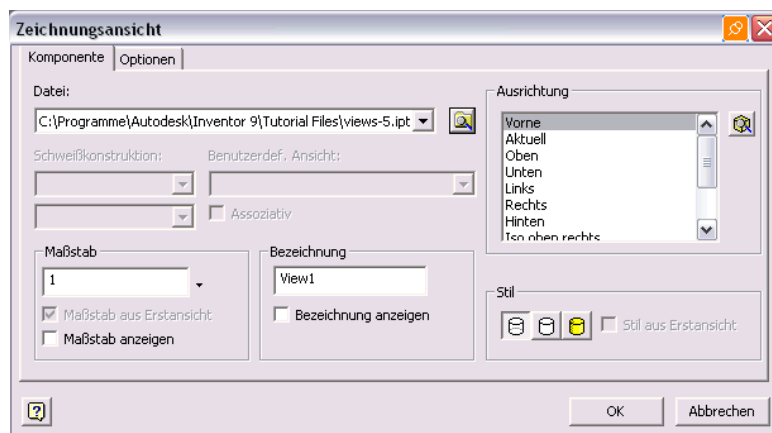 Zeichnungsansicht
Komponente
Optionen
Datei:
C:\Programme\Autodesk\Inventor 9\Tutorial Files\views-5.ipt
Schweißkonstruktion:
Benutzerdef. Ansicht:
Assoziativ
Maßstab
1
Maßstab aus Erstansicht
Maßstab anzeigen
Bezeichnung
View1
Bezeichnung anzeigen
Ausrichtung
Vorne
Aktuell
Oben
Unten
Links
Rechts
Hinten
Iso oben rechts
Stil
Stil aus Erstansicht
?
OK
Abbrechen